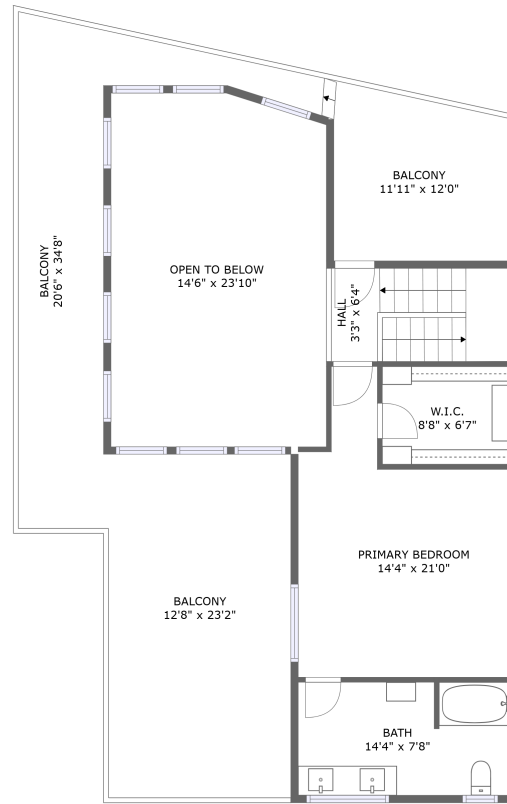 BALCONY
11'11" x 12'0"
OPEN TO BELOW
14'6" x 23'10"
BALCONY
20'6" x 34'8"
HALL
3'3" x 6'4"
W.I.C.
8'8" x 6'7"
PRIMARY BEDROOM
14'4" x 21'0"
BALCONY
12'8" x 23'2"
BATH
14'4" x 7'8"